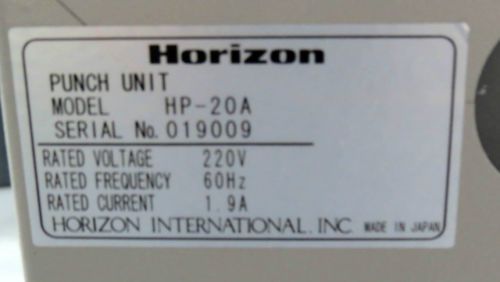 Horizon
PUNCH UNIT
MODEL HP-20A
SERIAL No. 019009
RATED VOLTAGE 220V
RATED FREQUENCY 60Hz
RATED CURRENT 1.9A
HORIZON INTERNATIONAL. INC. MADE IN JAPAN